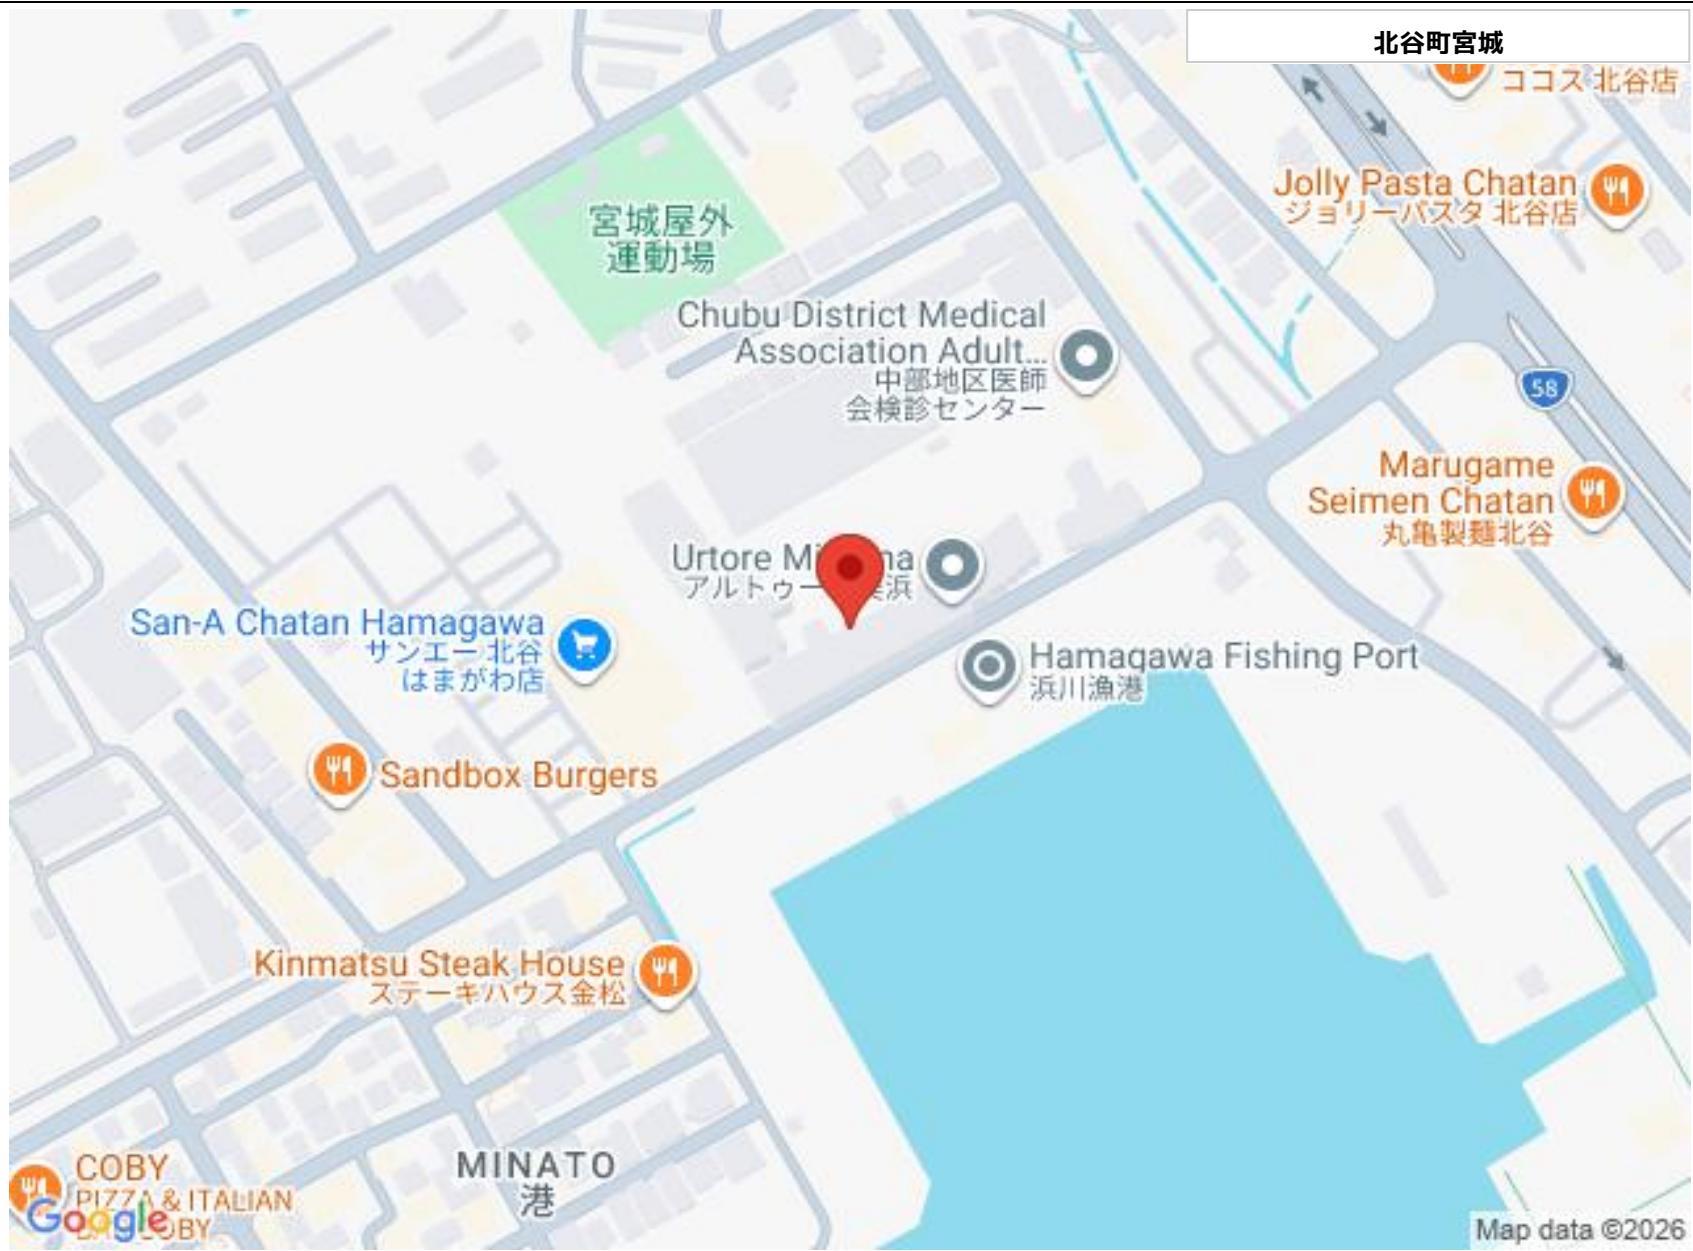 北谷町宮城
ココス 北谷店
Jolly Pasta Chatan
ジョリーパスタ 北谷店
宮城屋外
運動場
Chubu District Medical
Association Adult...
中部地区医師
会検診センター
58
Marugame
Seimen Chatan
丸亀製麺北谷
Urtore Mi na
アルトゥー 美浜
San-A Chatan Hamagawa
サンエー 北谷
はまがわ店
Hamagawa Fishing Port
浜川漁港
Sandbox Burgers
Kinmatsu Steak House
ステーキハウス金松
MINATO
港
COBY
PIZZA & ITALIAN
Google
Map data ©2026